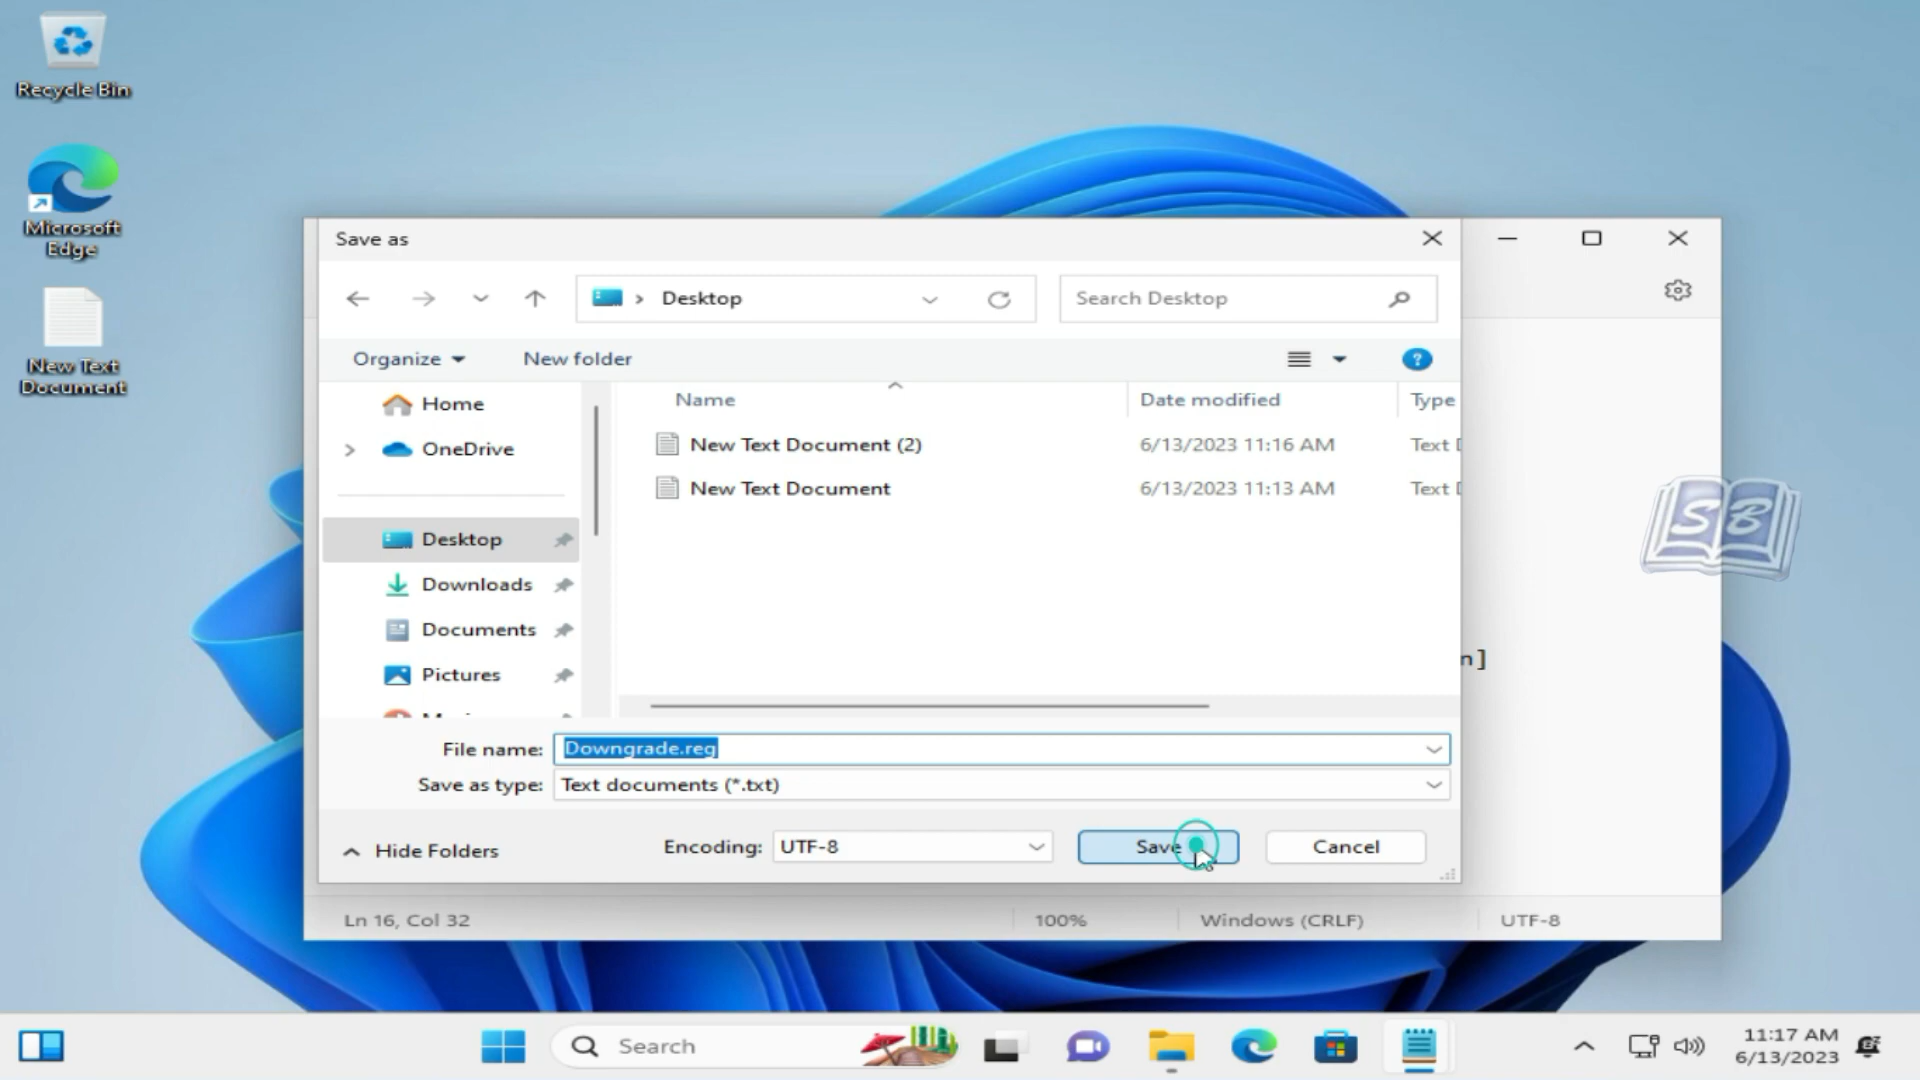 Recycle Bin
Microsoft
Edge
New Text
Document
Save as
Desktop
Search Desktop
Organize
New folder
Name
Date modified
Type
Home
New Text Document (2)
6/13/2023 11:16 AM
Text
OneDrive
New Text Document
6/13/2023 11:13 AM
Text
Desktop
Downloads
Documents
n]
Pictures
File name:
Downgrade.reg
Save as type:
Text documents (*.txt)
Hide Folders
Encoding:
UTF-8
Save
Cancel
Ln 16, Col 32
100%
Windows (CRLF)
UTF-8
SB
Search
11:17 AM
6/13/2023